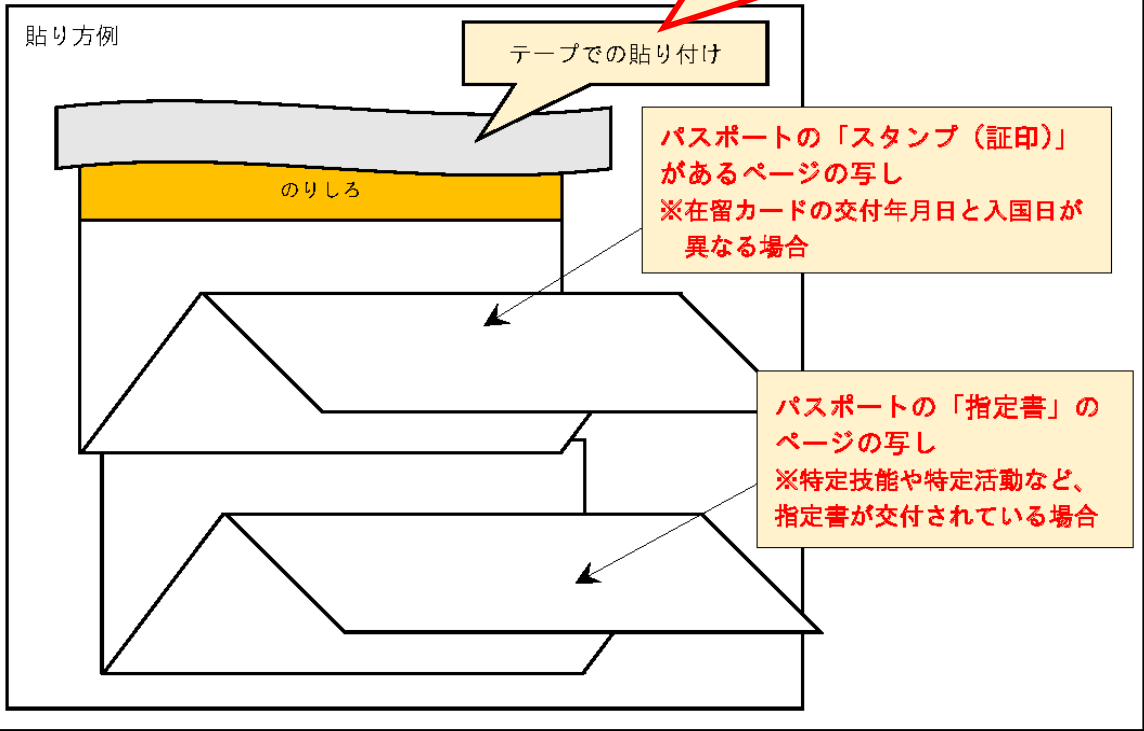 貼り方例
テープでの貼り付け
のりしろ
パスポートの「スタンプ（証印）」
があるページの写し
※在留カードの交付年月日と入国日が
異なる場合
パスポートの「指定書」の
ページの写し
※特定技能や特定活動など、
指定書が交付されている場合